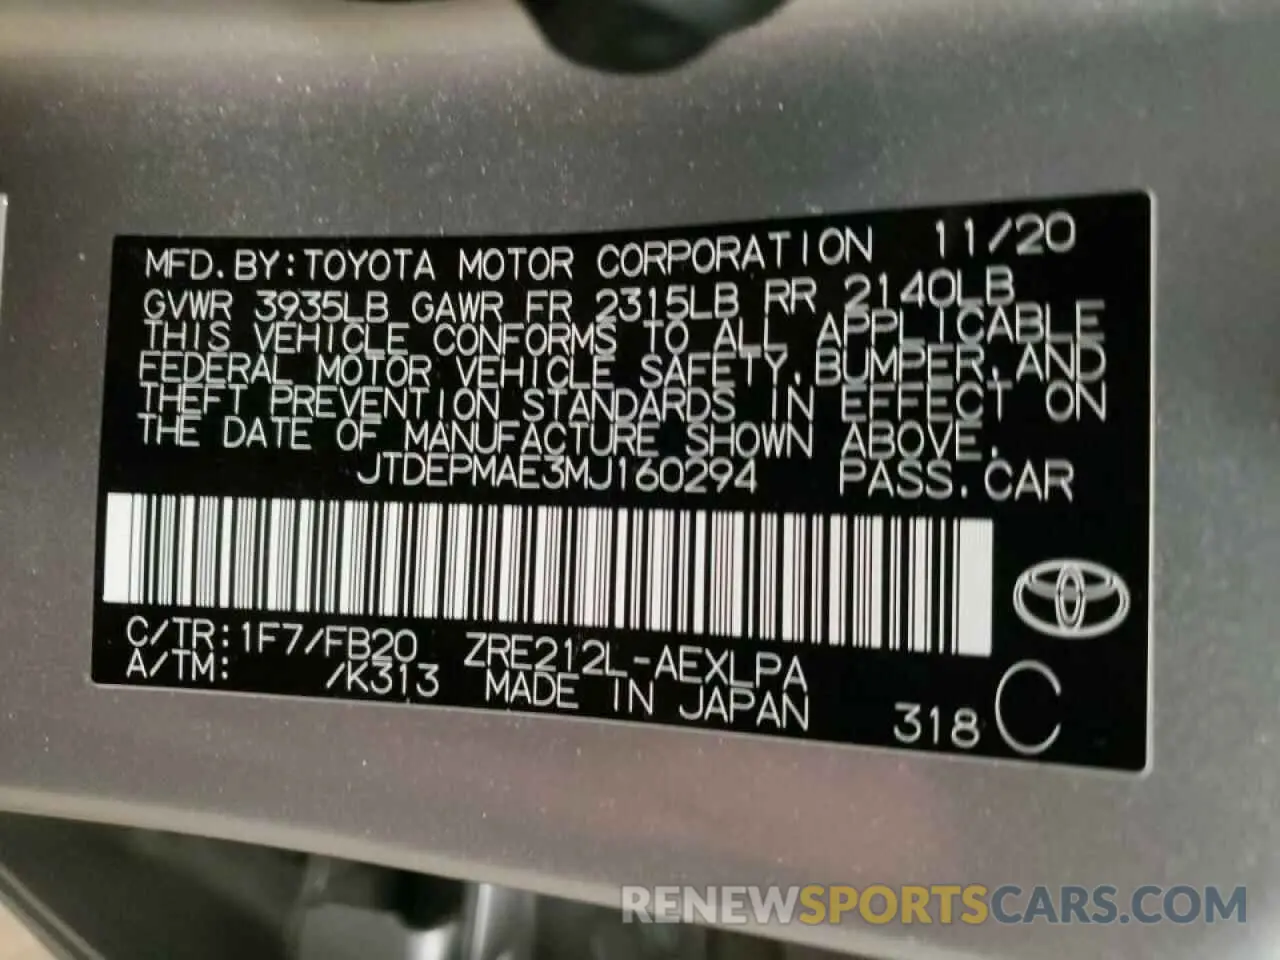 MFD.BY:TOYOTA MOTOR CORPORATION 11/20
GVWR 3935LB GAWR FR 2315LB RR 2140LB
THIS VEHICLE CONFORMS TO ALL APPLICABLE
FEDERAL MOTOR VEHICLE SAFETY, BUMPER, AND
THEFT PREVENTION STANDARDS IN EFFECT ON
THE DATE OF MANUFACTURE SHOWN ABOVE.
JTDEPMAE3MJ160294 PASS.CAR
C/TR:1F7/FB20 ZRE212L-AEXLPA
A/TM: /K313 MADE IN JAPAN 318 C
RENEWSPORTSCARS.COM